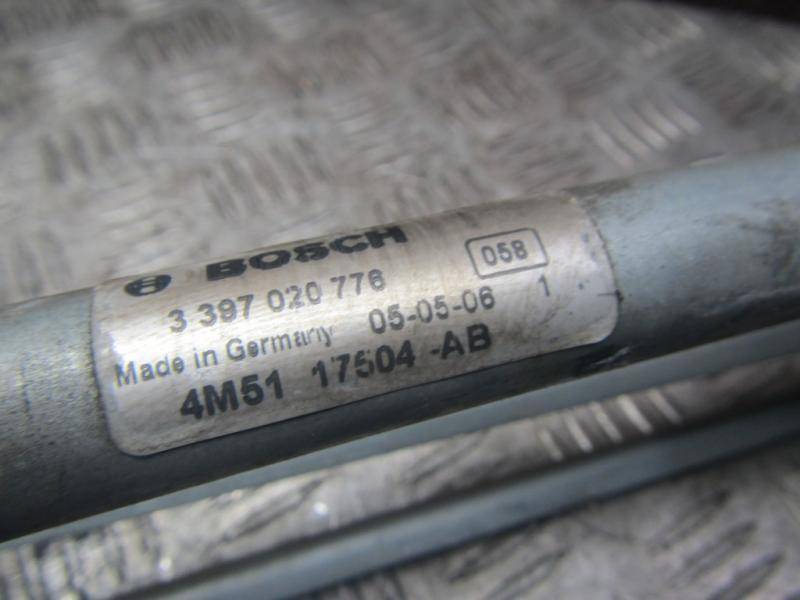 BOSCH 058
3 397 020 776 05-05-06 1
Made in Germany
4M51 17504 -AB